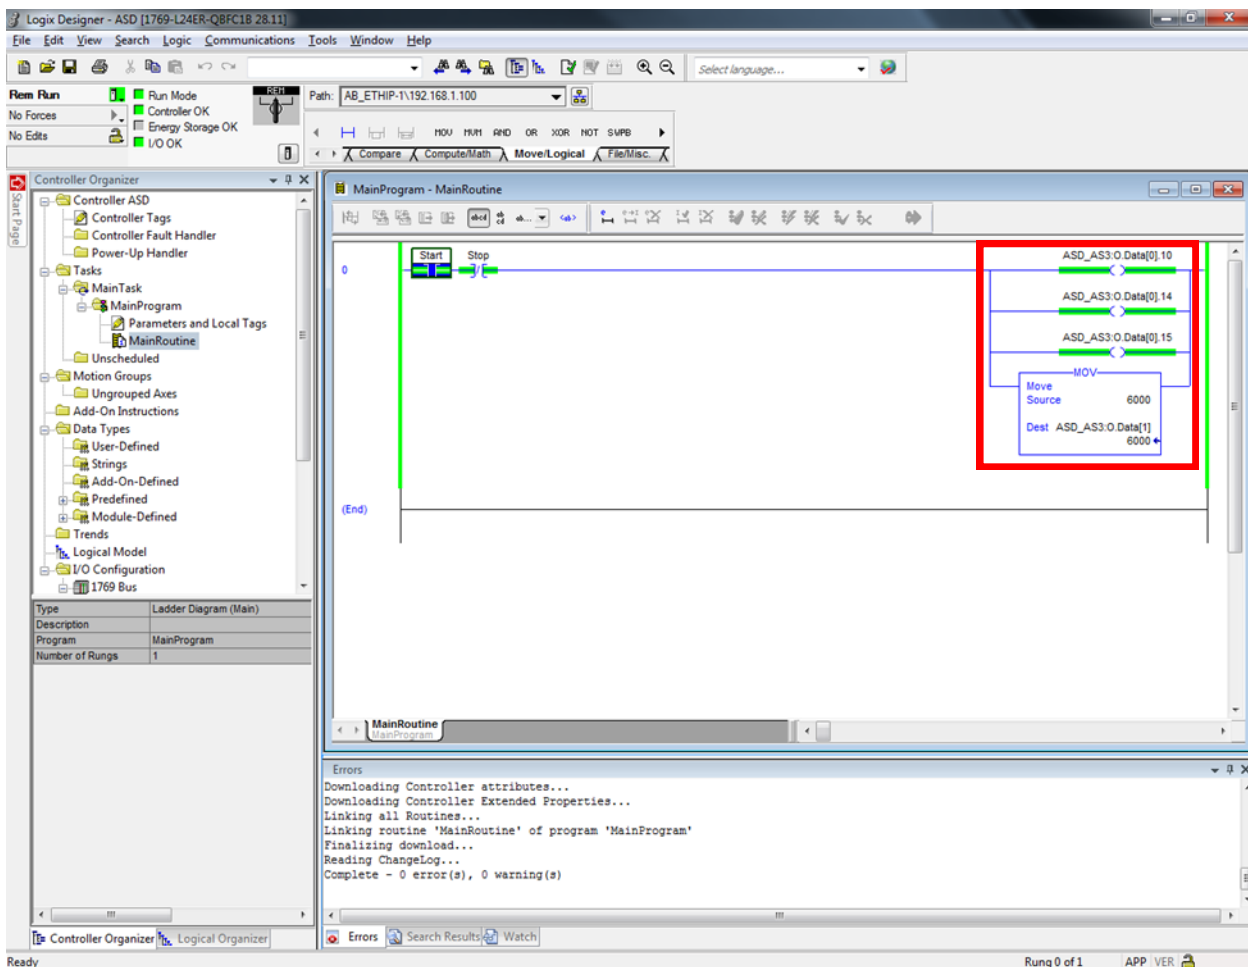 Logix Designer - ASD [1769-L24ER-QBFC1B 28.11]
File Edit View Search Logic Communications Tools Window Help
Select language...
Rem Run
No Forces
No Edits
Run Mode
Controller OK
Energy Storage OK
I/O OK
REM
Path: AB_ETHIP-1\192.168.1.100
MOV MVM AND OR XOR NOT SWPB
Compare Compute/Math Move/Logical File/Misc.
Start Page
Controller Organizer
Controller ASD
Controller Tags
Controller Fault Handler
Power-Up Handler
Tasks
MainTask
MainProgram
Parameters and Local Tags
MainRoutine
Unscheduled
Motion Groups
Ungrouped Axes
Add-On Instructions
Data Types
User-Defined
Strings
Add-On-Defined
Predefined
Module-Defined
Trends
Logical Model
I/O Configuration
1769 Bus
Type Ladder Diagram (Main)
Description
Program MainProgram
Number of Rungs 1
Controller Organizer Logical Organizer
MainProgram - MainRoutine
0
Start Stop
ASD_AS3:O.Data[0].10
ASD_AS3:O.Data[0].14
ASD_AS3:O.Data[0].15
MOV
Move
Source 6000
Dest ASD_AS3:O.Data[1]
6000
(End)
MainRoutine
MainProgram
Errors
Downloading Controller attributes...
Downloading Controller Extended Properties...
Linking all Routines...
Linking routine 'MainRoutine' of program 'MainProgram'
Finalizing download...
Reading ChangeLog...
Complete - 0 error(s), 0 warning(s)
Errors Search Results Watch
Ready
Rung 0 of 1 APP VER